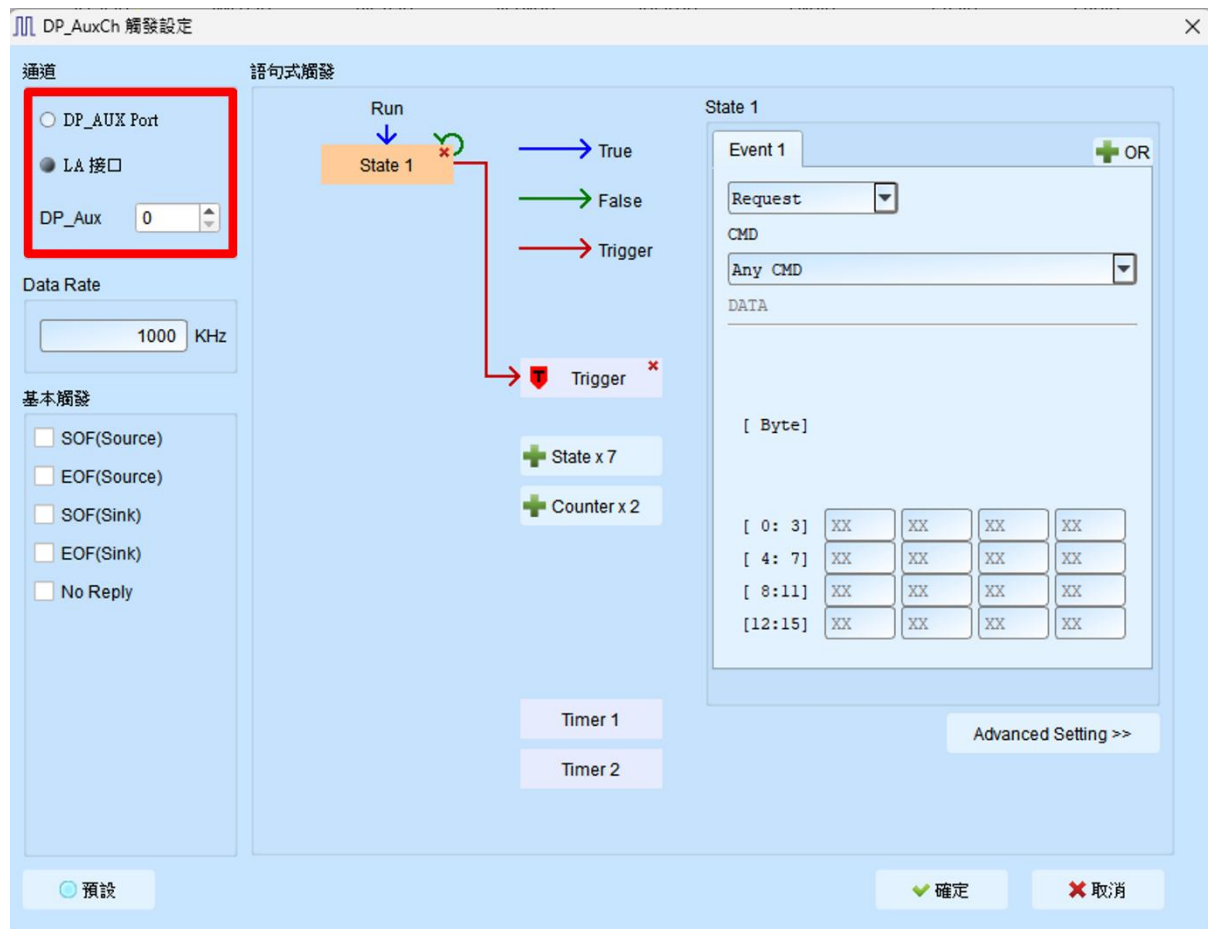 DP_AuxCh 觸發設定
通道
DP_AUX Port
LA 接口
DP_Aux 0
Data Rate
1000 KHz
基本觸發
SOF(Source)
EOF(Source)
SOF(Sink)
EOF(Sink)
No Reply
語句式觸發
Run
State 1
True
False
Trigger
T Trigger
State x 7
Counter x 2
Timer 1
Timer 2
State 1
Event 1
OR
Request
CMD
Any CMD
DATA
[ Byte]
[ 0: 3] XX XX XX XX
[ 4: 7] XX XX XX XX
[ 8:11] XX XX XX XX
[12:15] XX XX XX XX
Advanced Setting >>
預設
確定
取消